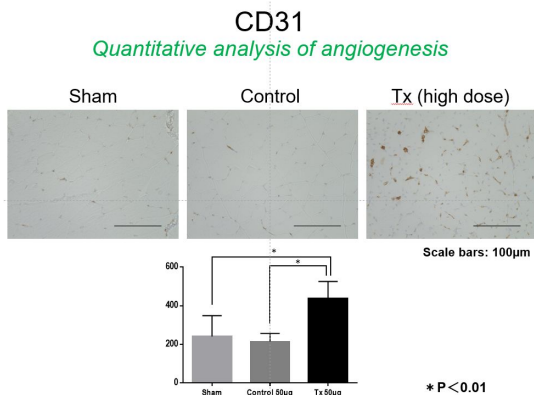 CD31
Quantitative analysis of angiogenesis
Sham Control Tx (high dose)
Scale bars: 100μm
*
*
600
400
200
0
Sham Control 50ug Tx 50ug
* P<0.01